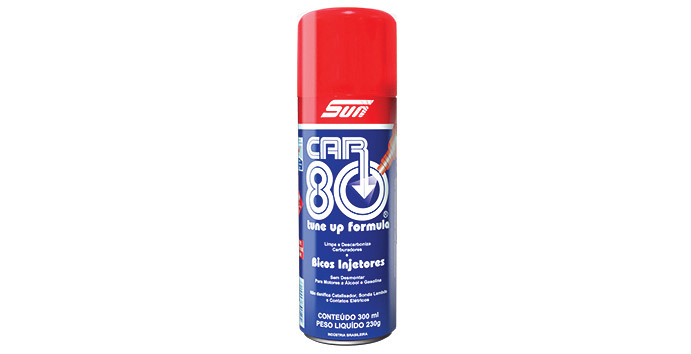 Sun
CAR
80®
tune up formula
Limpa e Descarboniza
Carburadores
e
Bicos Injetores
Sem Desmontar
Para Motores a Álcool e Gasolina
Não danifica Catalisador, Sonda Lambda
e Contatos Elétricos
CONTEÚDO 300 ml
PESO LÍQUIDO 230g
INDÚSTRIA BRASILEIRA